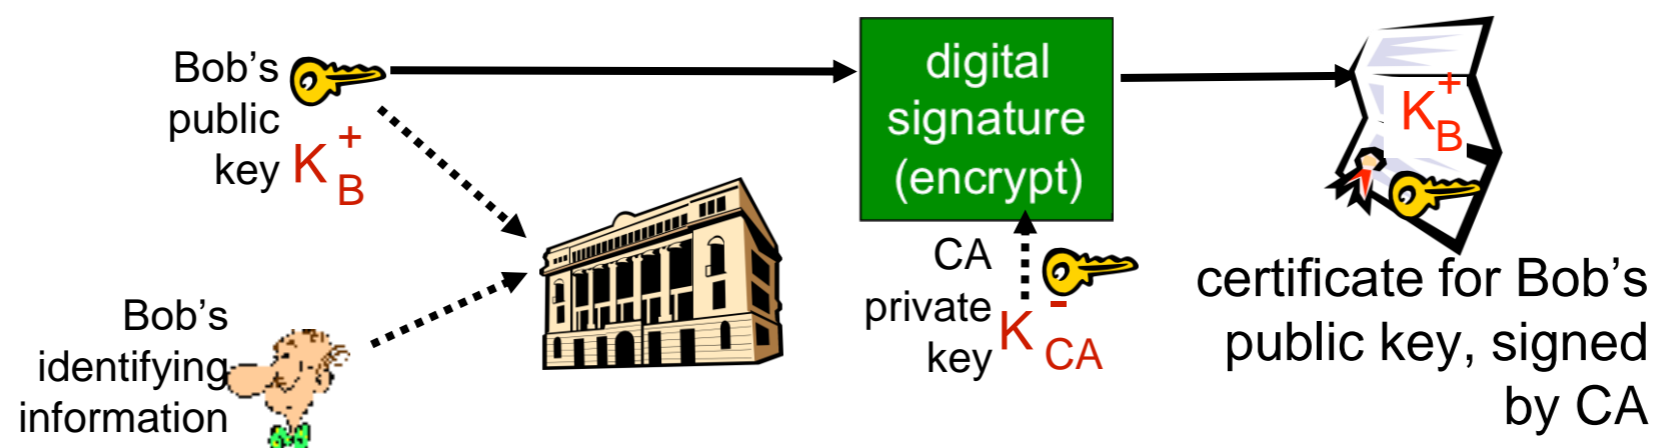 Bob's
public
key K B +
digital
signature
(encrypt)
K B +
Bob's
identifying
information
CA
private
key K CA -
certificate for Bob's
public key, signed
by CA